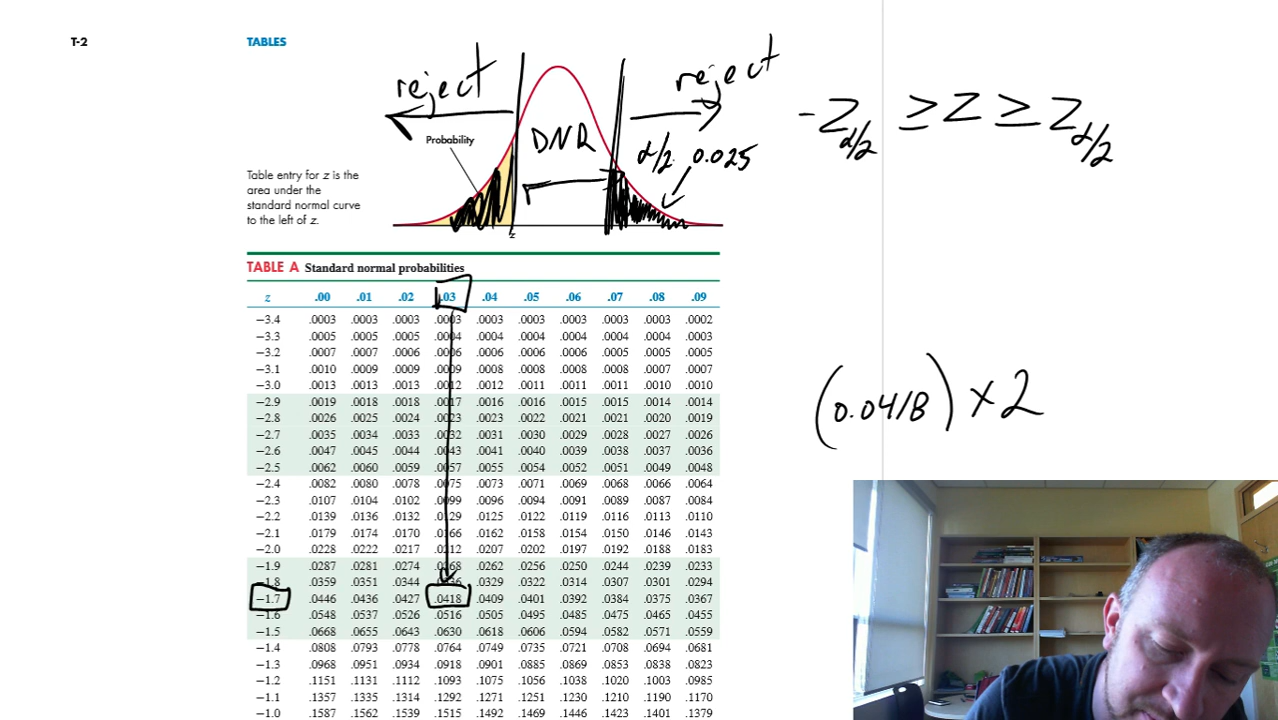 T-2
TABLES
reject
reject
-Z α/2 ≥ Z ≥ Z α/2
Probability
DNR
α/2 0.025
Table entry for z is the
area under the
standard normal curve
to the left of z.
z
TABLE A Standard normal probabilities
z .00 .01 .02 .03 .04 .05 .06 .07 .08 .09
−3.4 .0003 .0003 .0003 .0003 .0003 .0003 .0003 .0003 .0003 .0002
−3.3 .0005 .0005 .0005 .0004 .0004 .0004 .0004 .0004 .0004 .0003
−3.2 .0007 .0007 .0006 .0006 .0006 .0006 .0006 .0005 .0005 .0005
−3.1 .0010 .0009 .0009 .0009 .0008 .0008 .0008 .0008 .0007 .0007
−3.0 .0013 .0013 .0013 .0012 .0012 .0011 .0011 .0011 .0010 .0010
−2.9 .0019 .0018 .0018 .0017 .0016 .0016 .0015 .0015 .0014 .0014
−2.8 .0026 .0025 .0024 .0023 .0023 .0022 .0021 .0021 .0020 .0019
−2.7 .0035 .0034 .0033 .0032 .0031 .0030 .0029 .0028 .0027 .0026
−2.6 .0047 .0045 .0044 .0043 .0041 .0040 .0039 .0038 .0037 .0036
−2.5 .0062 .0060 .0059 .0057 .0055 .0054 .0052 .0051 .0049 .0048
−2.4 .0082 .0080 .0078 .0075 .0073 .0071 .0069 .0068 .0066 .0064
−2.3 .0107 .0104 .0102 .0099 .0096 .0094 .0091 .0089 .0087 .0084
−2.2 .0139 .0136 .0132 .0129 .0125 .0122 .0119 .0116 .0113 .0110
−2.1 .0179 .0174 .0170 .0166 .0162 .0158 .0154 .0150 .0146 .0143
−2.0 .0228 .0222 .0217 .0212 .0207 .0202 .0197 .0192 .0188 .0183
−1.9 .0287 .0281 .0274 .0268 .0262 .0256 .0250 .0244 .0239 .0233
−1.8 .0359 .0351 .0344 .0336 .0329 .0322 .0314 .0307 .0301 .0294
−1.7 .0446 .0436 .0427 .0418 .0409 .0401 .0392 .0384 .0375 .0367
−1.6 .0548 .0537 .0526 .0516 .0505 .0495 .0485 .0475 .0465 .0455
−1.5 .0668 .0655 .0643 .0630 .0618 .0606 .0594 .0582 .0571 .0559
−1.4 .0808 .0793 .0778 .0764 .0749 .0735 .0721 .0708 .0694 .0681
−1.3 .0968 .0951 .0934 .0918 .0901 .0885 .0869 .0853 .0838 .0823
−1.2 .1151 .1131 .1112 .1093 .1075 .1056 .1038 .1020 .1003 .0985
−1.1 .1357 .1335 .1314 .1292 .1271 .1251 .1230 .1210 .1190 .1170
−1.0 .1587 .1562 .1539 .1515 .1492 .1469 .1446 .1423 .1401 .1379
(0.0418) × 2